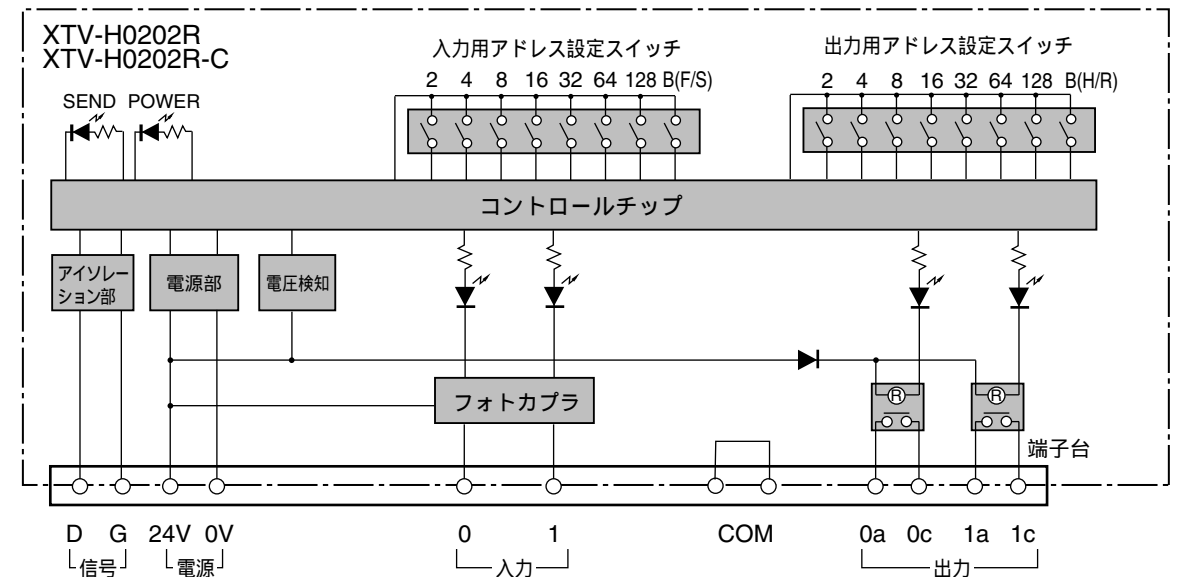 XTV-H0202R
XTV-H0202R-C
入力用アドレス設定スイッチ
出力用アドレス設定スイッチ
2 4 8 16 32 64 128 B(F/S)
2 4 8 16 32 64 128 B(H/R)
SEND POWER
コントロールチップ
アイソレー
ション部
電源部
電圧検知
フォトカプラ
R
R
端子台
D G 24V 0V 0 1 COM 0a 0c 1a 1c
信号 電源 入力 出力